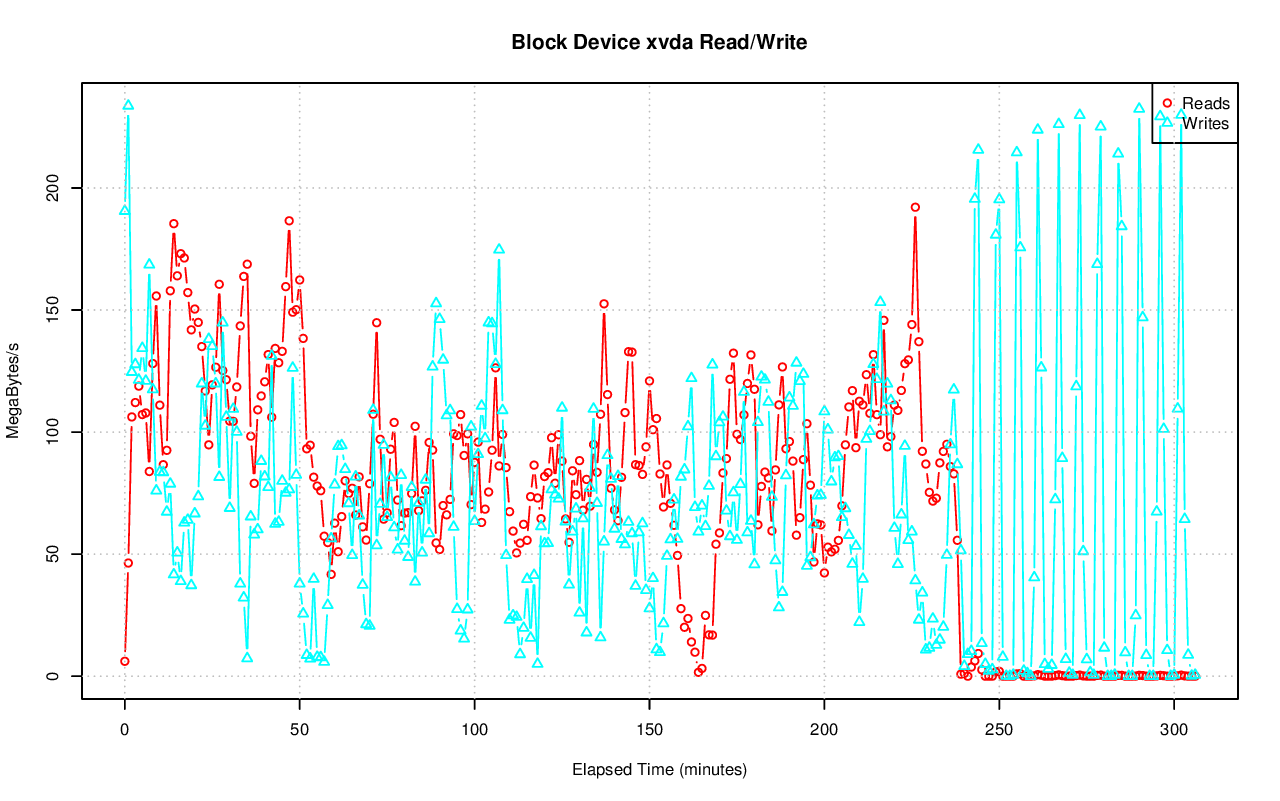 Block Device xvda Read/Write
Reads
Writes
MegaBytes/s
200
150
100
50
0
0 50 100 150 200 250 300
Elapsed Time (minutes)